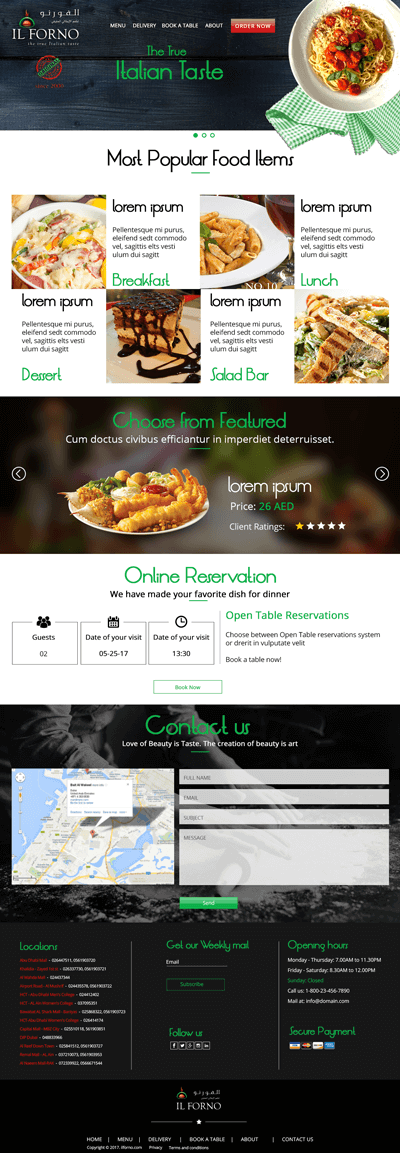 الفورنو
IL FORNO
the true Italian taste
MENU DELIVERY BOOK A TABLE ABOUT ORDER NOW
The True
Italian Taste
Most Popular Food Items
lorem ipsum
Pellentesque mi purus,
eleifend sedt commodo
vel, sagittis elts vesti
ulum dui sagitt
Breakfast
lorem ipsum
Pellentesque mi purus,
eleifend sedt commodo
vel, sagittis elts vesti
ulum dui sagitt
Lunch
lorem ipsum
Pellentesque mi purus,
eleifend sedt commodo
vel, sagittis elts vesti
ulum dui sagitt
Dessert
lorem ipsum
Pellentesque mi purus,
eleifend sedt commodo
vel, sagittis elts vesti
ulum dui sagitt
Salad Bar
Choose from Featured
Cum doctus civibus efficiantur in imperdiet deterruisset.
lorem ipsum
Price: 26 AED
Client Ratings:
Online Reservation
We have made your favorite dish for dinner
Guests
02
Date of your visit
05-25-17
Date of your visit
13:30
Open Table Reservations
Choose between Open Table reservations system
or drerit in vulputate velit
Book a table now!
Book Now
Contact us
Love of Beauty is Taste. The creation of beauty is art
FULL NAME
EMAIL
SUBJECT
MESSAGE
Send
Locations
Get our Weekly mail
Email
Subscribe
Follow us
Opening hours
Monday - Thursday: 7.00AM to 11.30PM
Friday - Saturday: 8.30AM to 12.00PM
Sunday: Closed
Call us: 1-800-23-456-7890
Mail at: info@domain.com
Secure Payment
الفورنو
IL FORNO
HOME | MENU | DELIVERY | BOOK A TABLE | ABOUT | CONTACT US
Copyright © 2017. ilforno.com Privacy Terms and conditions